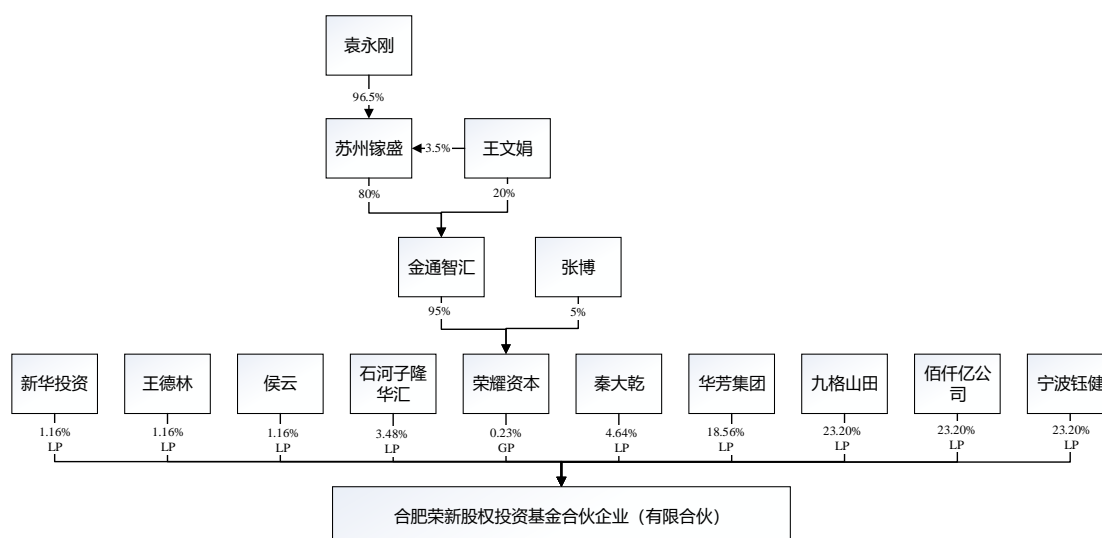 袁永刚
96.5%
苏州镓盛
3.5%
王文娟
80%
20%
金通智汇
张博
95%
5%
新华投资
王德林
侯云
石河子隆
华汇
荣耀资本
秦大乾
华芳集团
九格山田
佰仟亿公
司
宁波钰健
1.16%
LP
1.16%
LP
1.16%
LP
3.48%
LP
0.23%
GP
4.64%
LP
18.56%
LP
23.20%
LP
23.20%
LP
23.20%
LP
合肥荣新股权投资基金合伙企业（有限合伙）